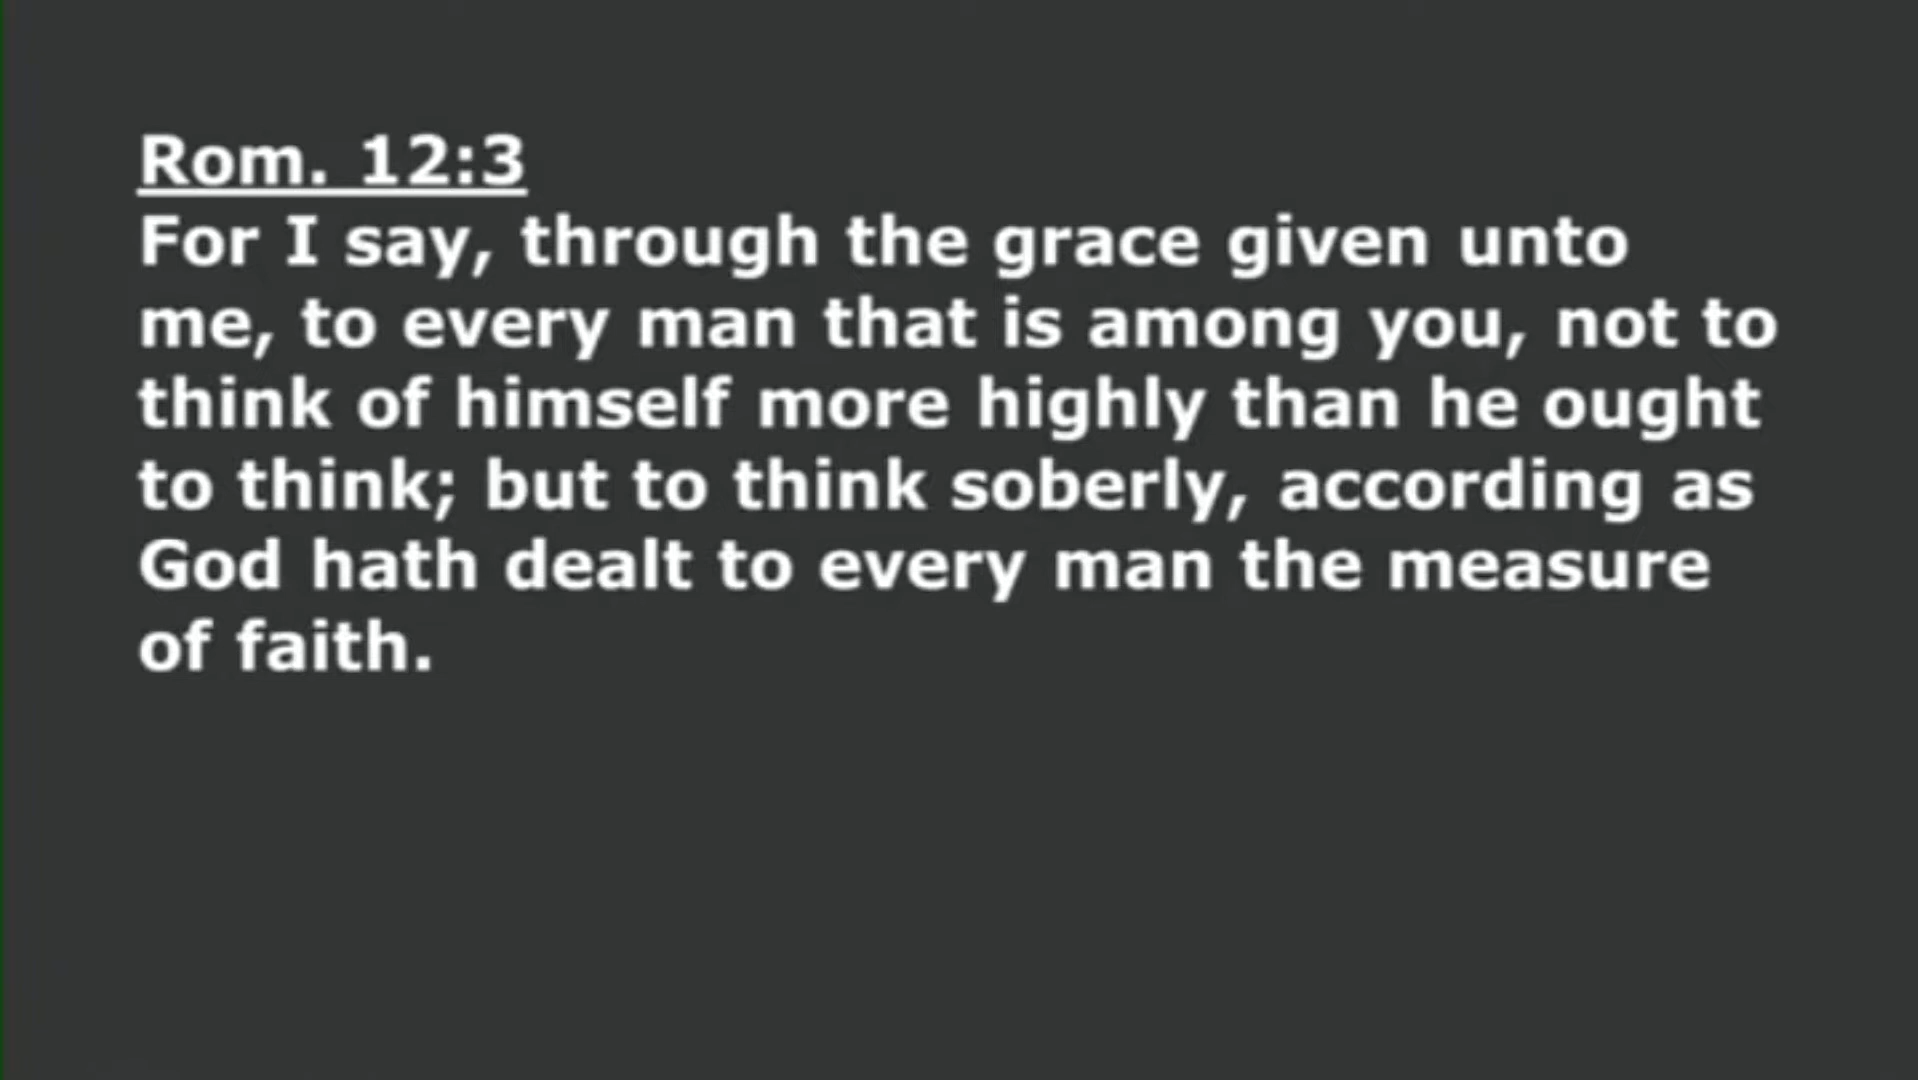 Rom. 12:3
For I say, through the grace given unto
me, to every man that is among you, not to
think of himself more highly than he ought
to think; but to think soberly, according as
God hath dealt to every man the measure
of faith.